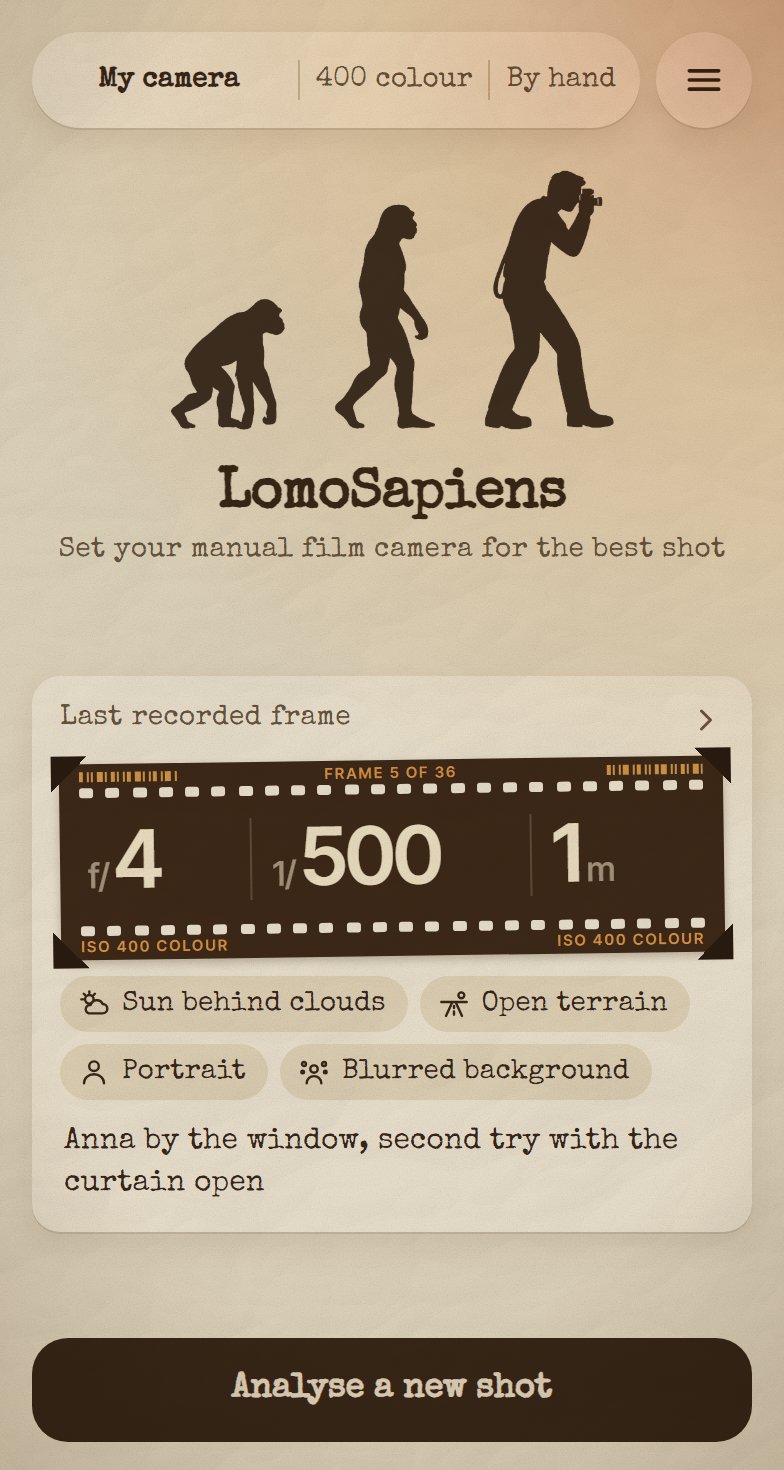 My camera 400 colour By hand
LomoSapiens
Set your manual film camera for the best shot
Last recorded frame
FRAME 5 OF 36
f/4 1/500 1m
ISO 400 COLOUR ISO 400 COLOUR
Sun behind clouds Open terrain
Portrait Blurred background
Anna by the window, second try with the
curtain open
Analyse a new shot